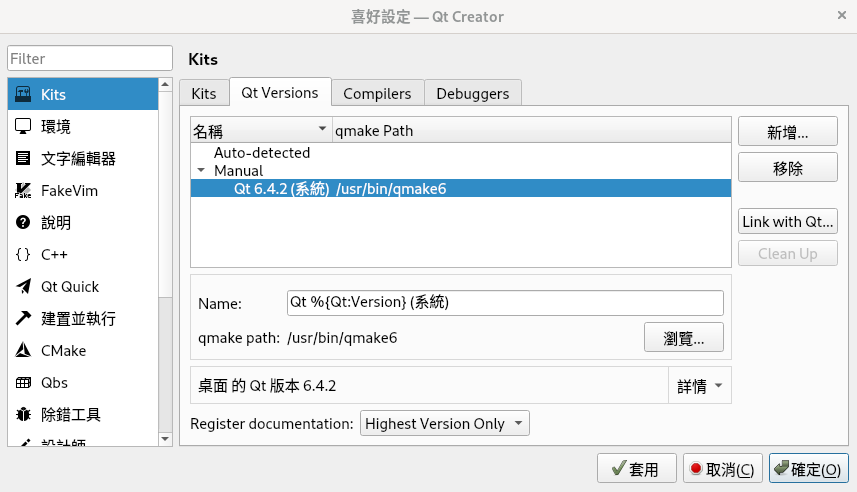 喜好設定 — Qt Creator
Filter
Kits
環境
文字編輯器
FakeVim
說明
C++
Qt Quick
建置並執行
CMake
Qbs
除錯工具
設計師
Kits
Kits Qt Versions Compilers Debuggers
名稱 qmake Path
Auto-detected
Manual
Qt 6.4.2 (系統) /usr/bin/qmake6
新增...
移除
Link with Qt...
Clean Up
Name: Qt %{Qt:Version} (系統)
qmake path: /usr/bin/qmake6 瀏覽...
桌面 的 Qt 版本 6.4.2 詳情
Register documentation: Highest Version Only
套用 取消(C) 確定(O)